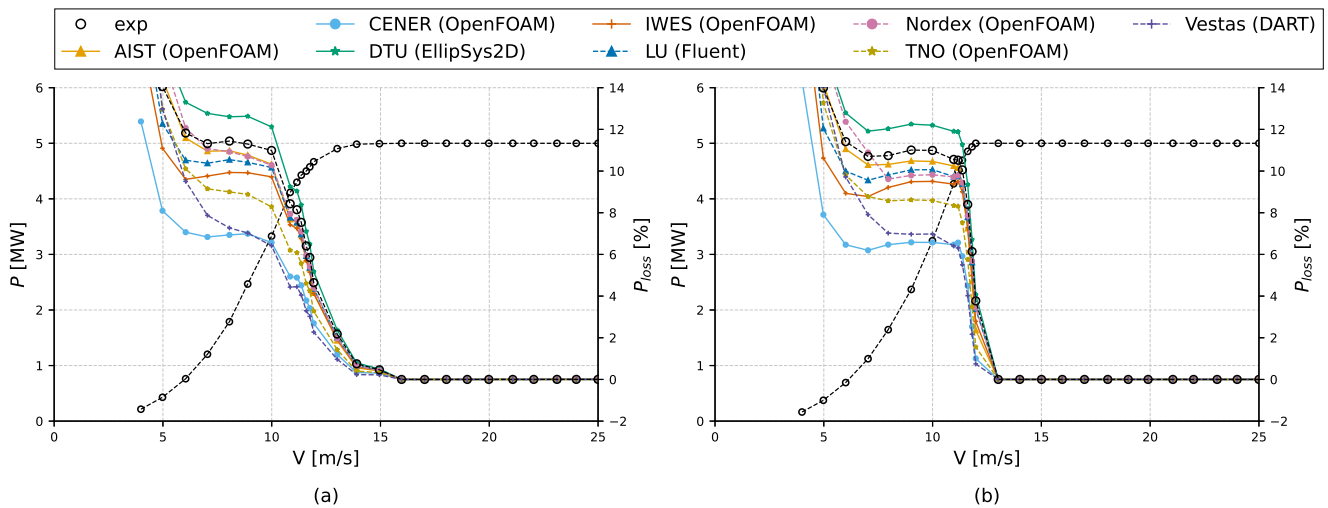 exp CENER (OpenFOAM) IWES (OpenFOAM) Nordex (OpenFOAM) Vestas (DART)
AIST (OpenFOAM) DTU (EllipSys2D) LU (Fluent) TNO (OpenFOAM)
P [MW]
6
5
4
3
2
1
0
14
12
10
8
6
4
2
0
−2
P_loss [%]
0 5 10 15 20 25
V [m/s]
(a)
P [MW]
6
5
4
3
2
1
0
14
12
10
8
6
4
2
0
−2
P_loss [%]
0 5 10 15 20 25
V [m/s]
(b)